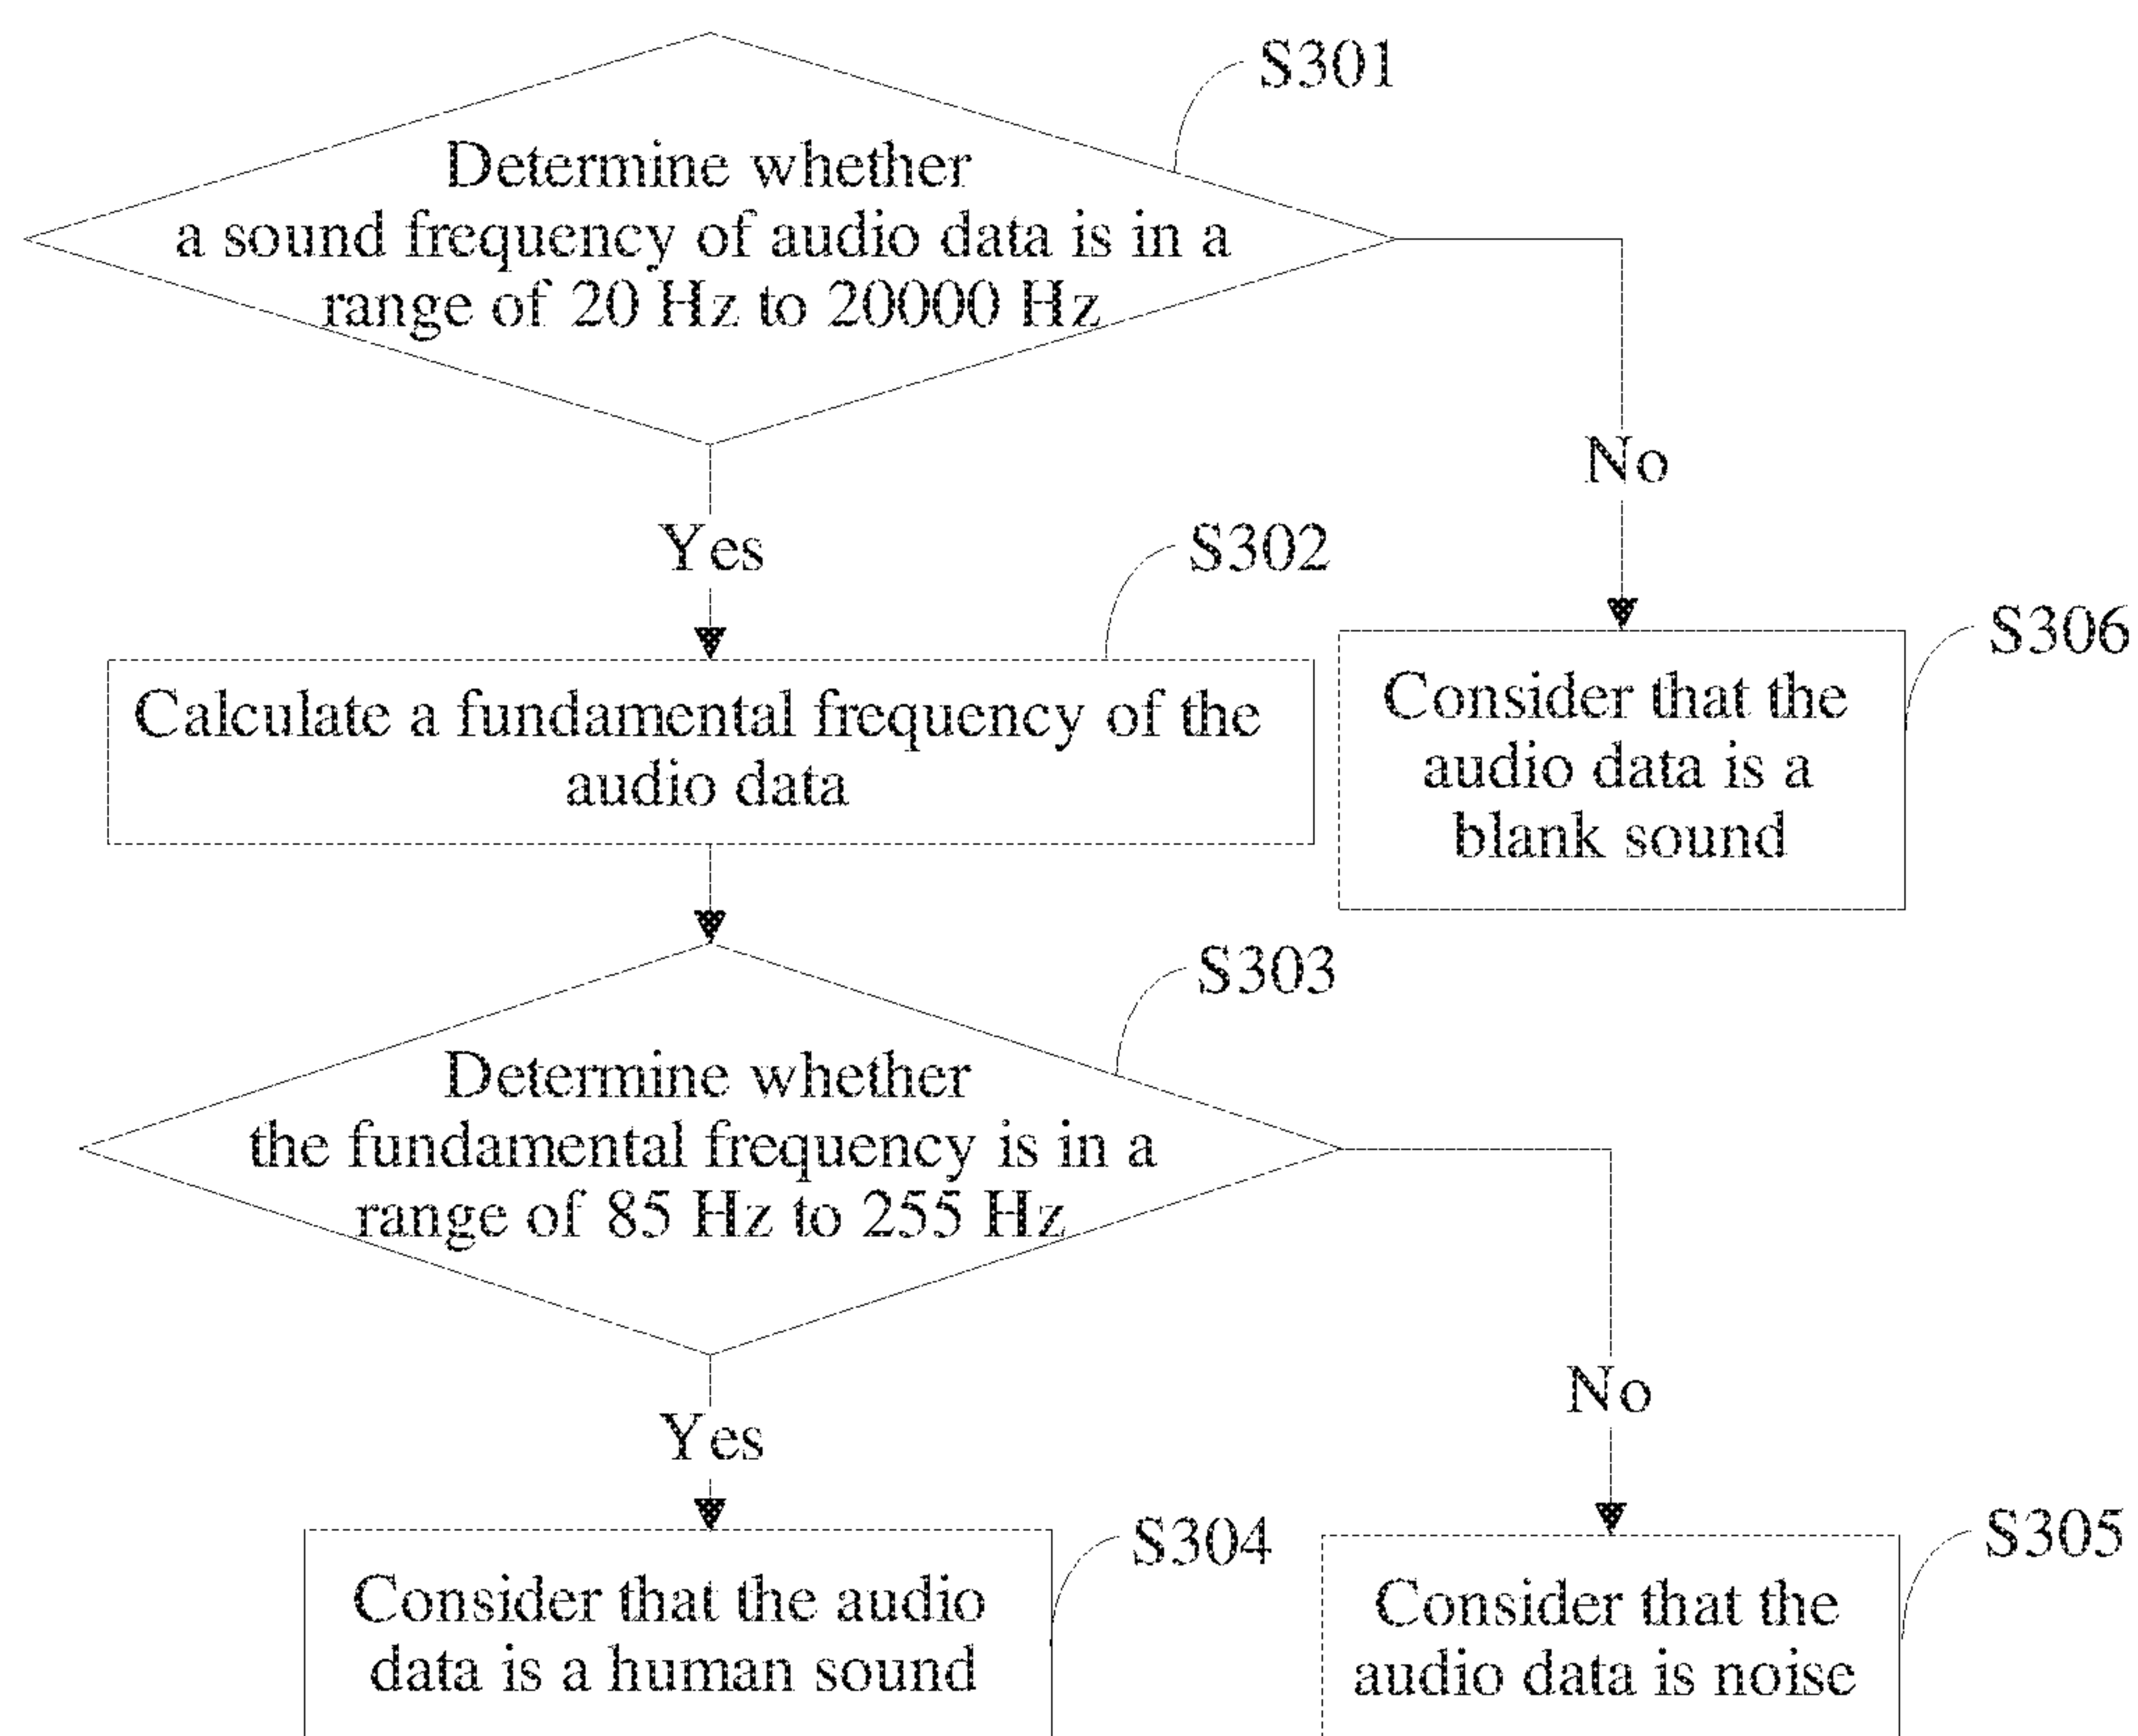 S301
Determine whether
a sound frequency of audio data is in a
range of 20 Hz to 20000 Hz
No
Yes
S302
S306
Calculate a fundamental frequency of the
audio data
Consider that the
audio data is a
blank sound
S303
Determine whether
the fundamental frequency is in a
range of 85 Hz to 255 Hz
No
Yes
S304
S305
Consider that the audio
data is a human sound
Consider that the
audio data is noise